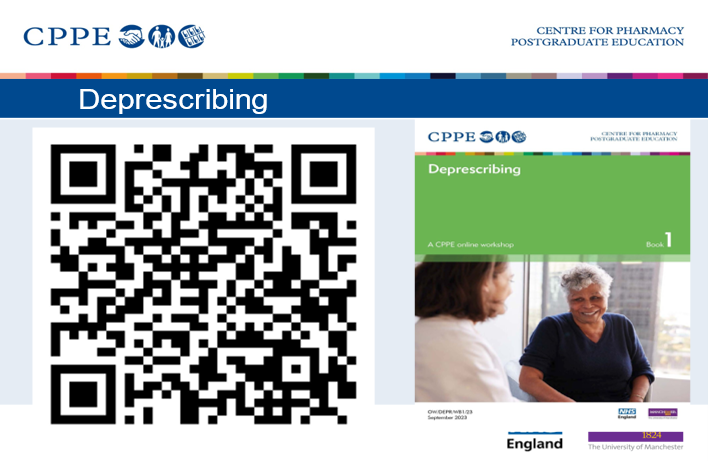 CPPE
CENTRE FOR PHARMACY
POSTGRADUATE EDUCATION
Deprescribing
CPPE
CENTRE FOR PHARMACY
POSTGRADUATE EDUCATION
Deprescribing
A CPPE online workshop
Book 1
OW/DEPR/WB1/23
September 2023
NHS
England
England
1824
The University of Manchester